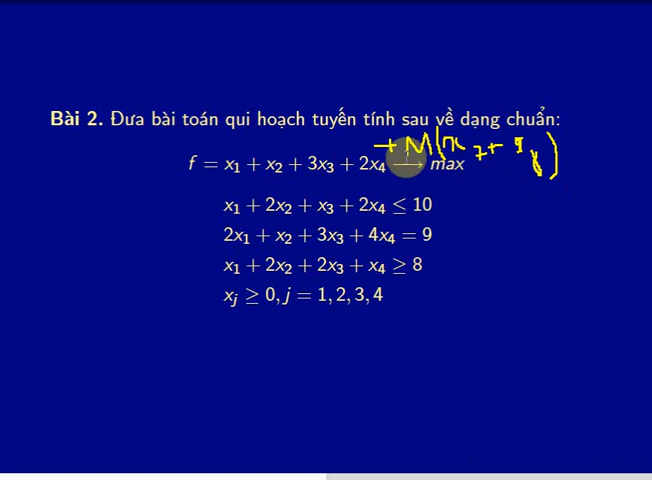 Bài 2. Đưa bài toán qui hoạch tuyến tính sau về dạng chuẩn:
f = x₁ + x₂ + 3x₃ + 2x₄ ⟶ max
x₁ + 2x₂ + x₃ + 2x₄ ≤ 10
2x₁ + x₂ + 3x₃ + 4x₄ = 9
x₁ + 2x₂ + 2x₃ + x₄ ≥ 8
xⱼ ≥ 0, j = 1, 2, 3, 4